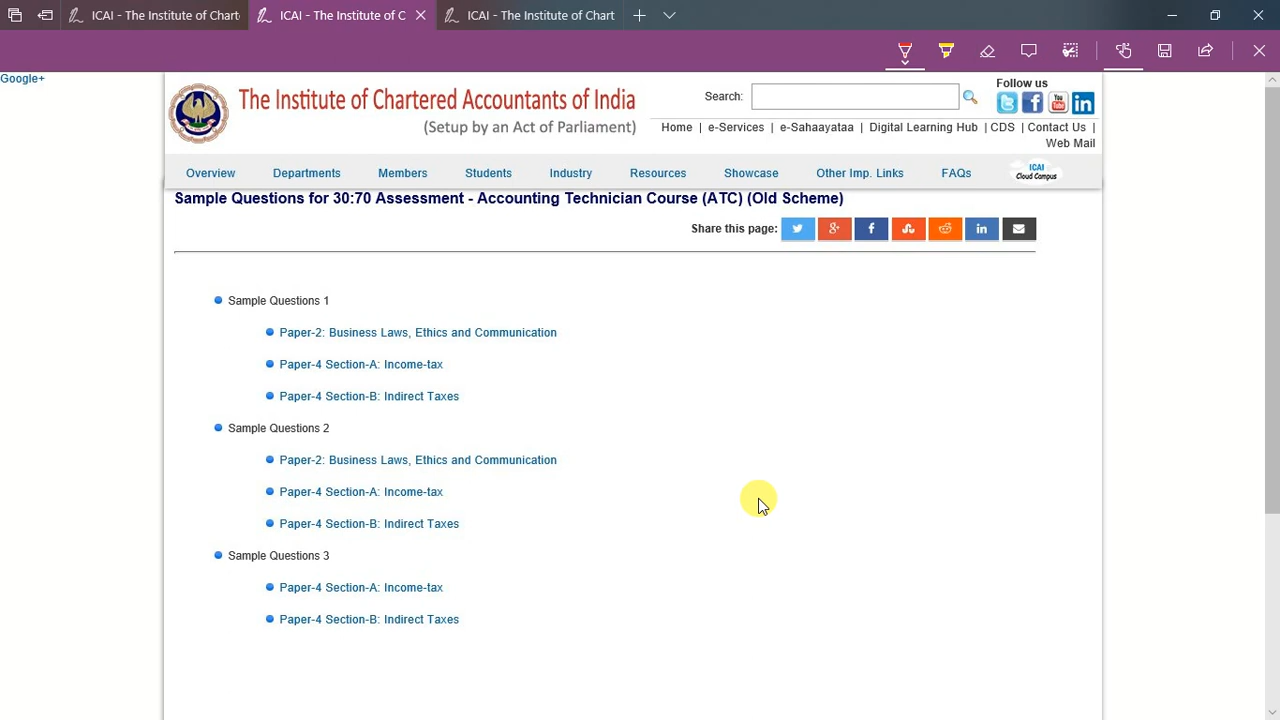 ICAI - The Institute of Chart
ICAI - The Institute of C
ICAI - The Institute of Chart
Google+
The Institute of Chartered Accountants of India
(Setup by an Act of Parliament)
Search:
Follow us
You
Tube
in
Home | e-Services | e-Sahaayataa | Digital Learning Hub | CDS | Contact Us |
Web Mail
Overview Departments Members Students Industry Resources Showcase Other Imp. Links FAQs
ICAI
Cloud Campus
Sample Questions for 30:70 Assessment - Accounting Technician Course (ATC) (Old Scheme)
Share this page:
Sample Questions 1
Paper-2: Business Laws, Ethics and Communication
Paper-4 Section-A: Income-tax
Paper-4 Section-B: Indirect Taxes
Sample Questions 2
Paper-2: Business Laws, Ethics and Communication
Paper-4 Section-A: Income-tax
Paper-4 Section-B: Indirect Taxes
Sample Questions 3
Paper-4 Section-A: Income-tax
Paper-4 Section-B: Indirect Taxes